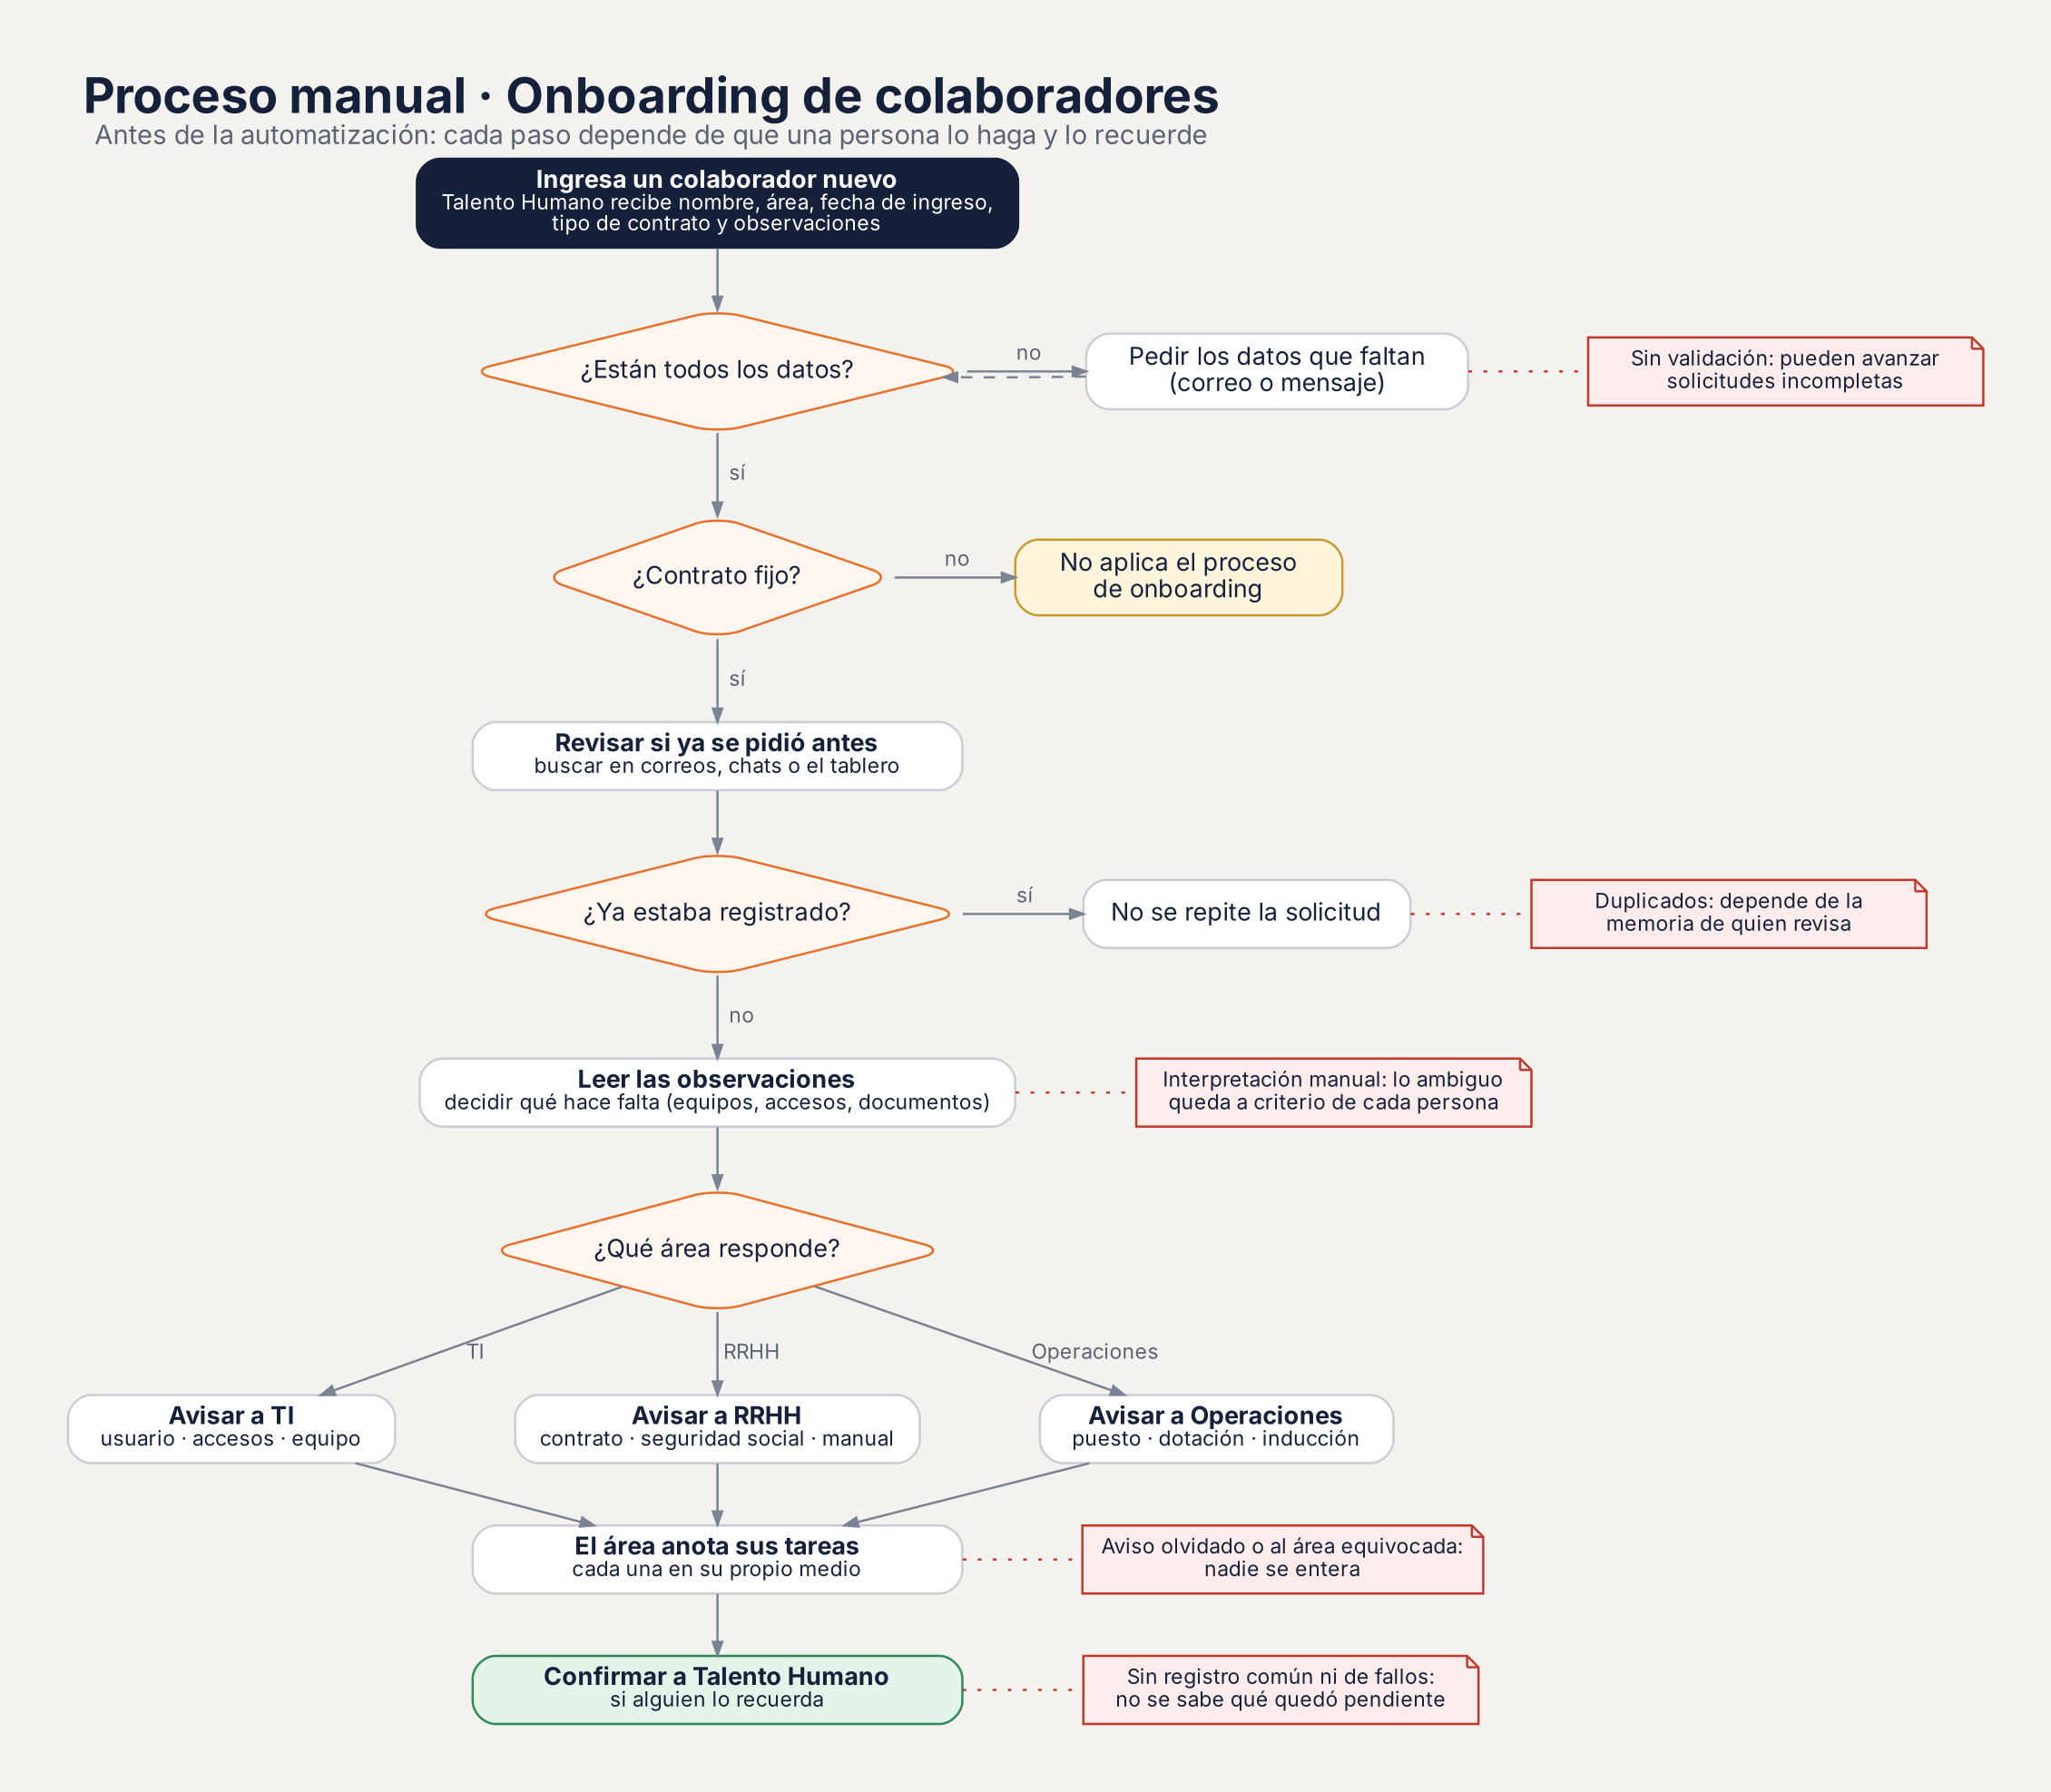 Proceso manual · Onboarding de colaboradores
Antes de la automatización: cada paso depende de que una persona lo haga y lo recuerde
Ingresa un colaborador nuevo
Talento Humano recibe nombre, área, fecha de ingreso,
tipo de contrato y observaciones
¿Están todos los datos?
no
Pedir los datos que faltan
(correo o mensaje)
Sin validación: pueden avanzar
solicitudes incompletas
sí
¿Contrato fijo?
no
No aplica el proceso
de onboarding
sí
Revisar si ya se pidió antes
buscar en correos, chats o el tablero
¿Ya estaba registrado?
sí
No se repite la solicitud
Duplicados: depende de la
memoria de quien revisa
no
Leer las observaciones
decidir qué hace falta (equipos, accesos, documentos)
Interpretación manual: lo ambiguo
queda a criterio de cada persona
¿Qué área responde?
TI
RRHH
Operaciones
Avisar a TI
usuario · accesos · equipo
Avisar a RRHH
contrato · seguridad social · manual
Avisar a Operaciones
puesto · dotación · inducción
El área anota sus tareas
cada una en su propio medio
Aviso olvidado o al área equivocada:
nadie se entera
Confirmar a Talento Humano
si alguien lo recuerda
Sin registro común ni de fallos:
no se sabe qué quedó pendiente